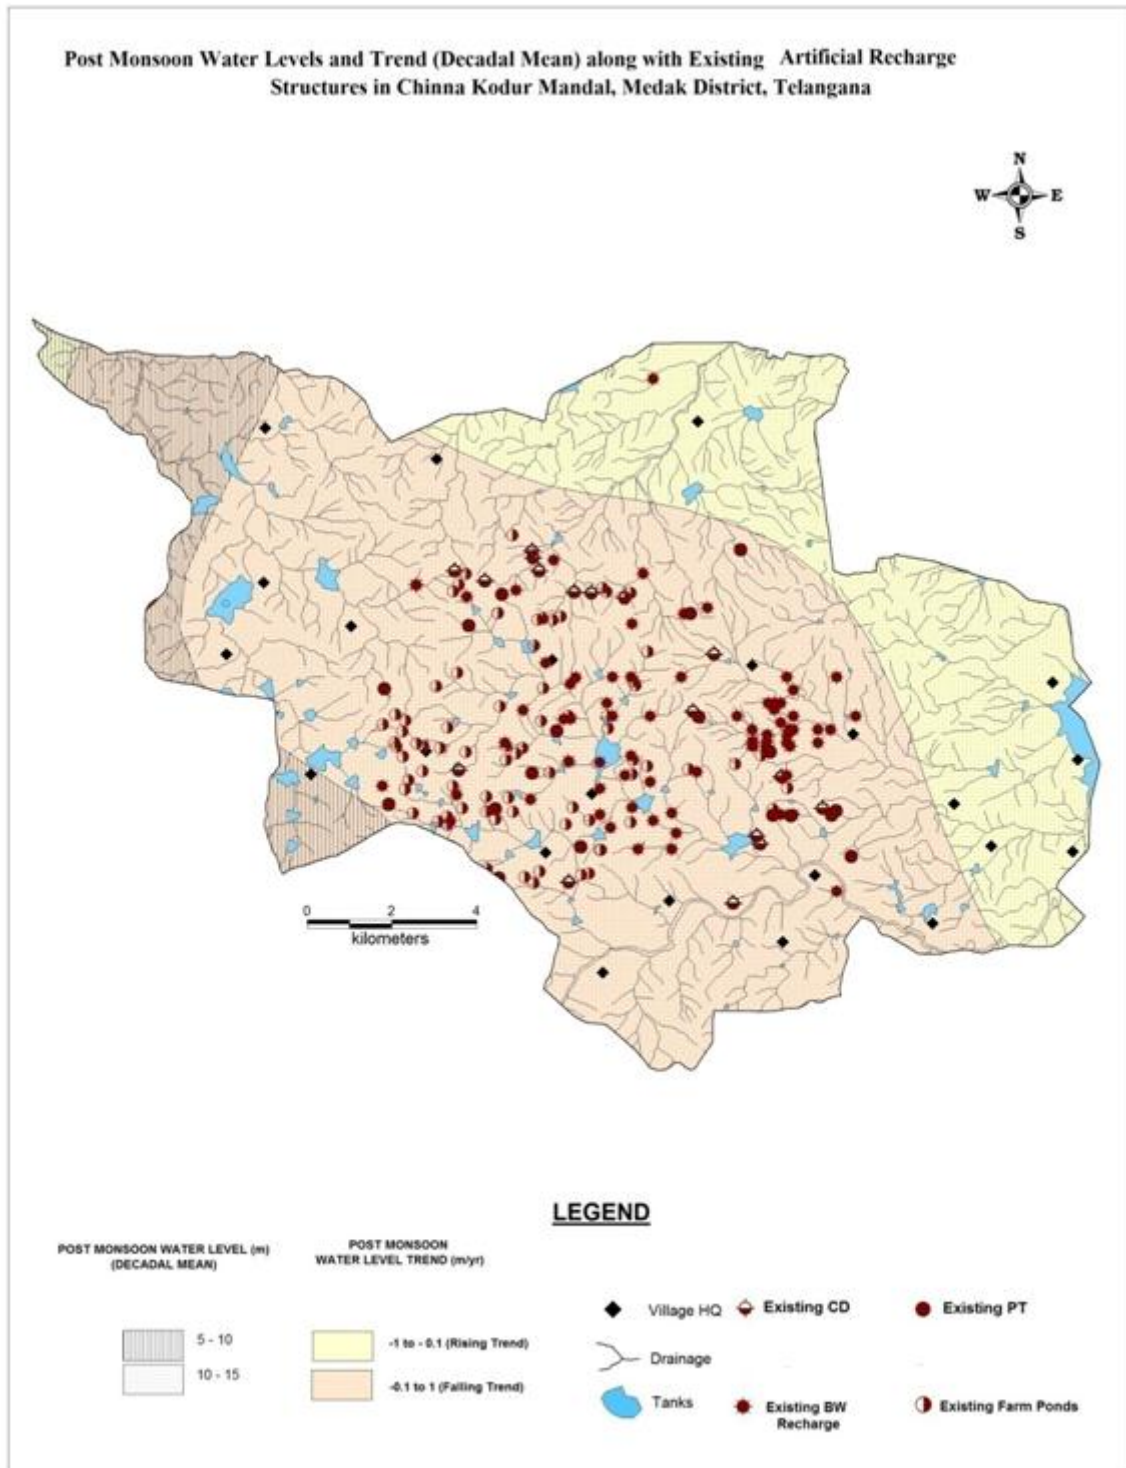 Post Monsoon Water Levels and Trend (Decadal Mean) along with Existing Artificial Recharge
Structures in Chinna Kodur Mandal, Medak District, Telangana
N
W E
S
0 2 4
kilometers
LEGEND
POST MONSOON WATER LEVEL (m)
(DECADAL MEAN)
5 - 10
10 - 15
POST MONSOON
WATER LEVEL TREND (m/yr)
-1 to - 0.1 (Rising Trend)
-0.1 to 1 (Falling Trend)
Village HQ
Existing CD
Existing PT
Drainage
Tanks
Existing BW
Recharge
Existing Farm Ponds